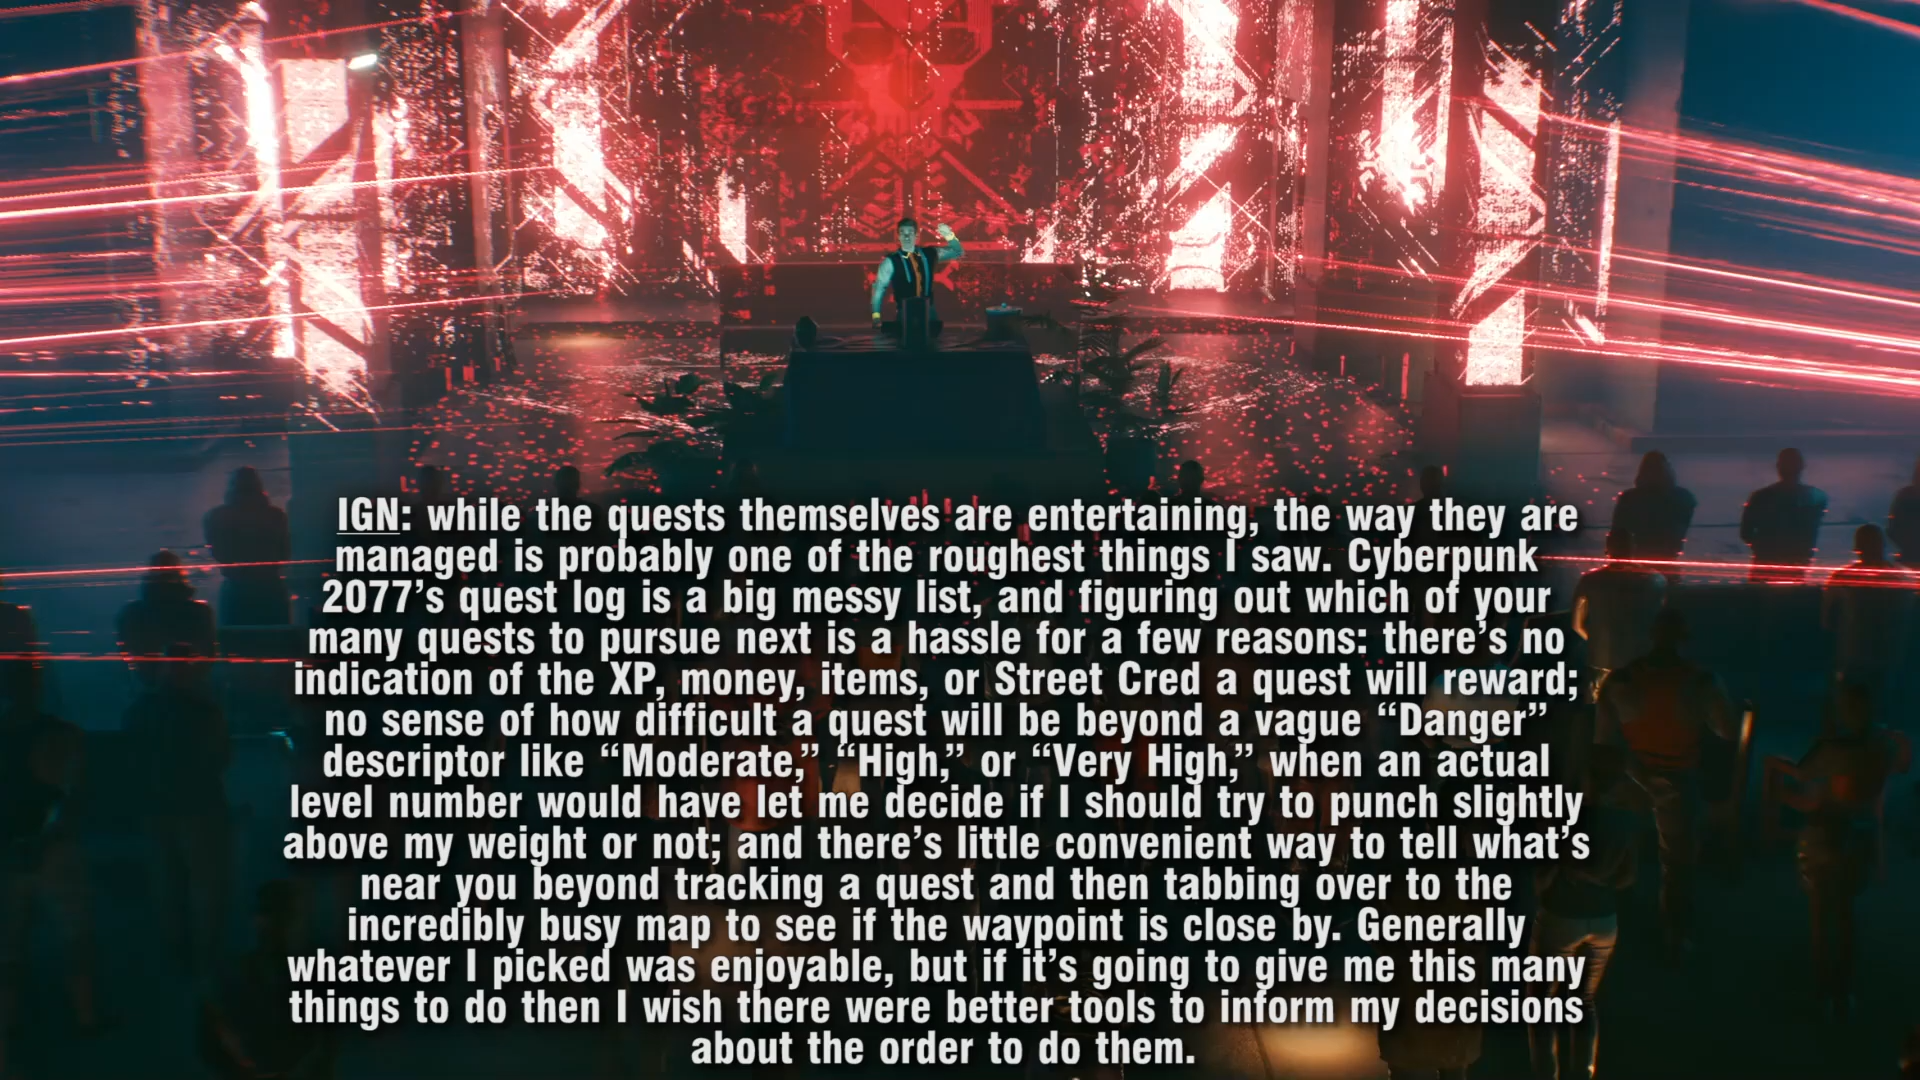 IGN: while the quests themselves are entertaining, the way they are
managed is probably one of the roughest things I saw. Cyberpunk
2077’s quest log is a big messy list, and figuring out which of your
many quests to pursue next is a hassle for a few reasons: there’s no
indication of the XP, money, items, or Street Cred a quest will reward;
no sense of how difficult a quest will be beyond a vague “Danger”
descriptor like “Moderate,” “High,” or “Very High,” when an actual
level number would have let me decide if I should try to punch slightly
above my weight or not; and there’s little convenient way to tell what’s
near you beyond tracking a quest and then tabbing over to the
incredibly busy map to see if the waypoint is close by. Generally
whatever I picked was enjoyable, but if it’s going to give me this many
things to do then I wish there were better tools to inform my decisions
about the order to do them.